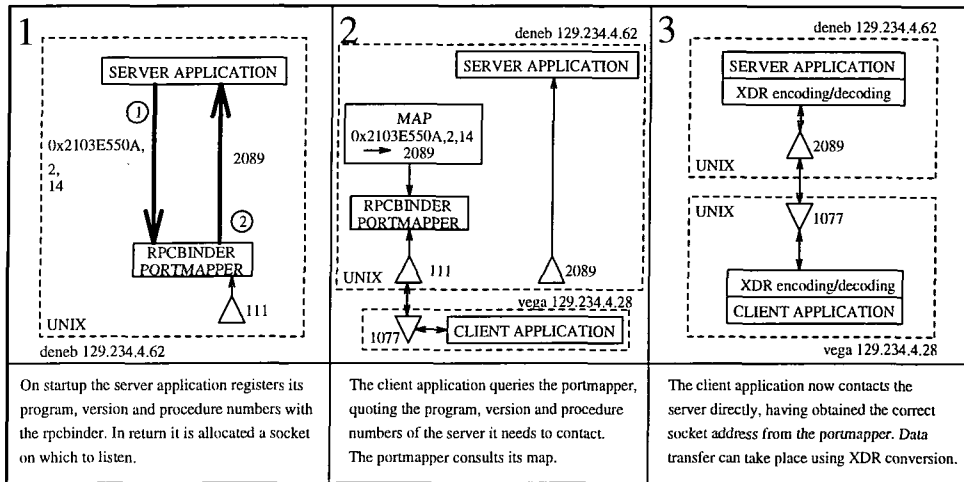 1
deneb 129.234.4.62
SERVER APPLICATION
1
0x2103E550A,
2,
14
2089
2
RPCBINDER
PORTMAPPER
111
UNIX
2
deneb 129.234.4.62
SERVER APPLICATION
MAP
0x2103E550A,2,14
2089
RPCBINDER
PORTMAPPER
UNIX
111
2089
vega 129.234.4.28
1077
CLIENT APPLICATION
3
deneb 129.234.4.62
SERVER APPLICATION
XDR encoding/decoding
2089
UNIX
UNIX
1077
XDR encoding/decoding
CLIENT APPLICATION
vega 129.234.4.28
On startup the server application registers its
program, version and procedure numbers with
the rpcbinder. In return it is allocated a socket
on which to listen.
The client application queries the portmapper,
quoting the program, version and procedure
numbers of the server it needs to contact.
The portmapper consults its map.
The client application now contacts the
server directly, having obtained the correct
socket address from the portmapper. Data
transfer can take place using XDR conversion.